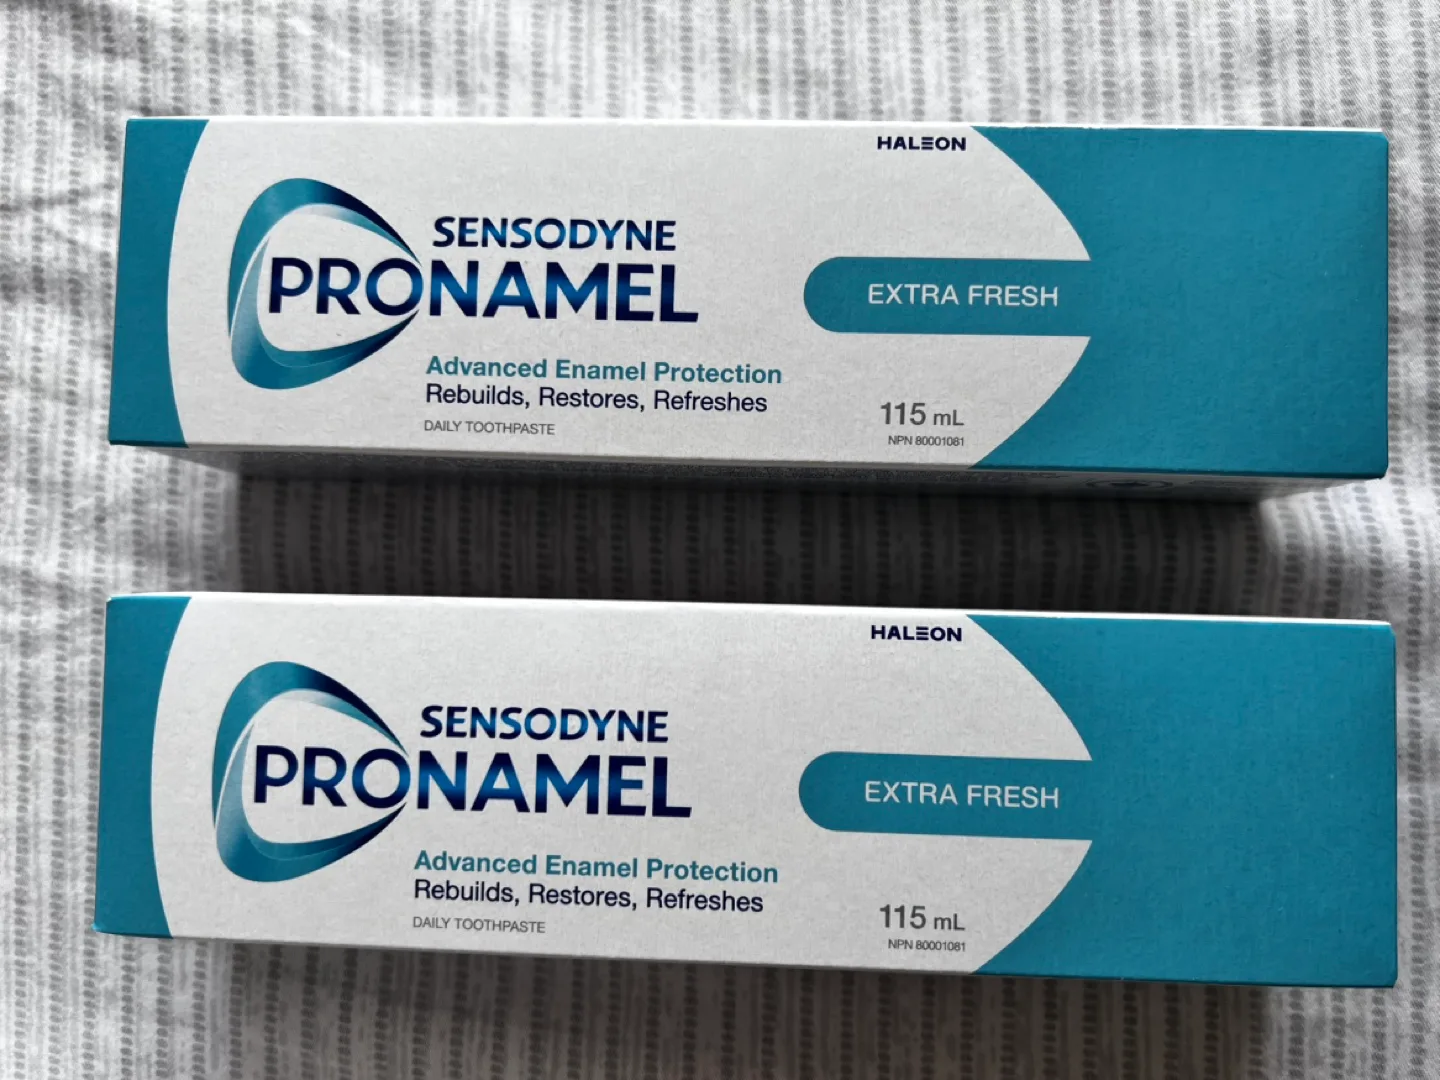 HALEON
SENSODYNE
PRONAMEL
EXTRA FRESH
Advanced Enamel Protection
Rebuilds, Restores, Refreshes
DAILY TOOTHPASTE
115 mL
NPN 80001081
HALEON
SENSODYNE
PRONAMEL
EXTRA FRESH
Advanced Enamel Protection
Rebuilds, Restores, Refreshes
DAILY TOOTHPASTE
115 mL
NPN 80001081